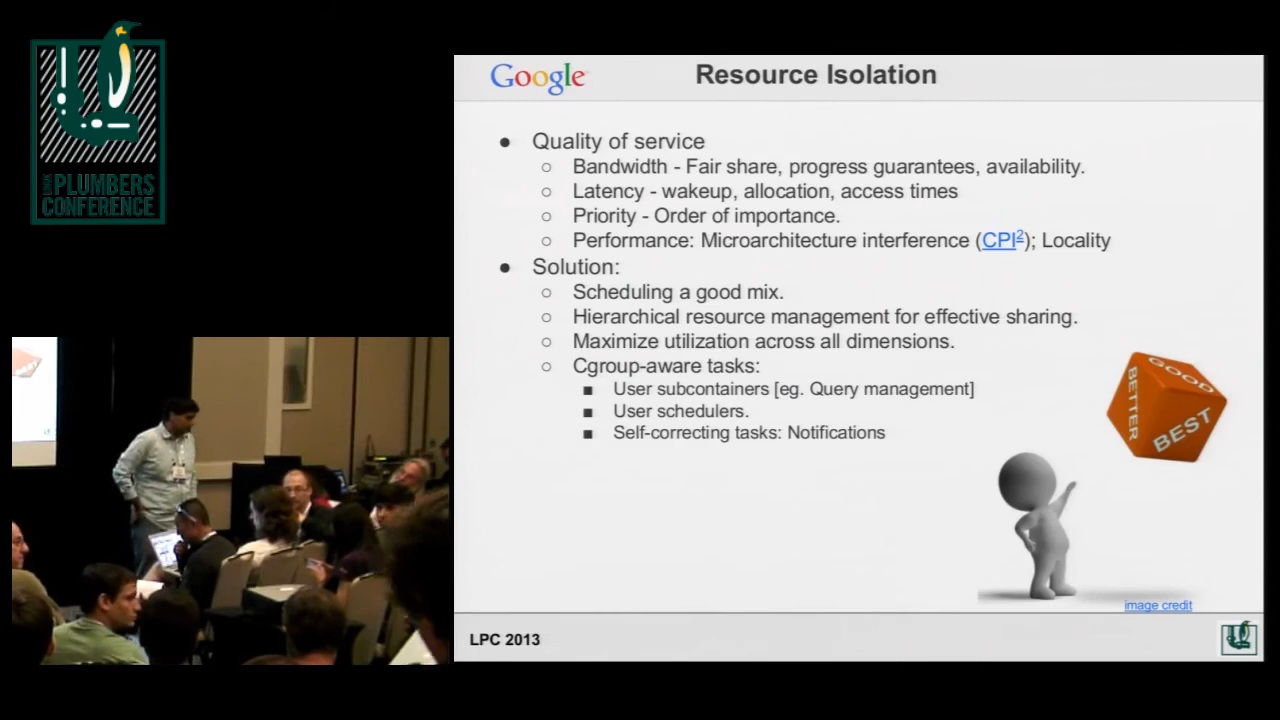 LINUX
PLUMBERS
CONFERENCE
Google
Resource Isolation
● Quality of service
○ Bandwidth - Fair share, progress guarantees, availability.
○ Latency - wakeup, allocation, access times
○ Priority - Order of importance.
○ Performance: Microarchitecture interference (CPI²); Locality
● Solution:
○ Scheduling a good mix.
○ Hierarchical resource management for effective sharing.
○ Maximize utilization across all dimensions.
○ Cgroup-aware tasks:
■ User subcontainers [eg. Query management]
■ User schedulers.
■ Self-correcting tasks: Notifications
GOOD
BETTER
BEST
image credit
LPC 2013